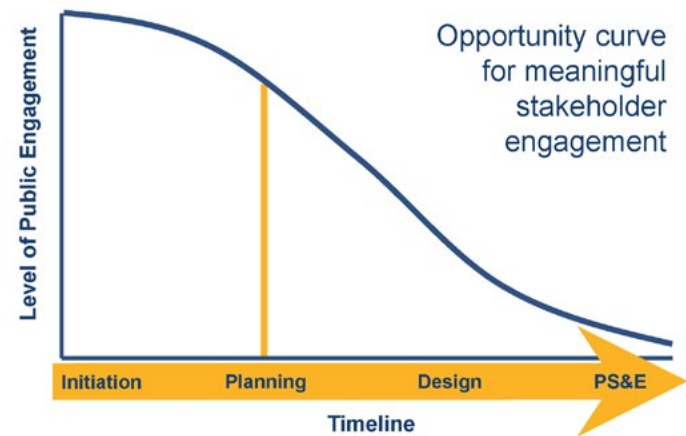 Opportunity curve
for meaningful
stakeholder
engagement
Level of Public Engagement
Initiation
Planning
Design
PS&E
Timeline